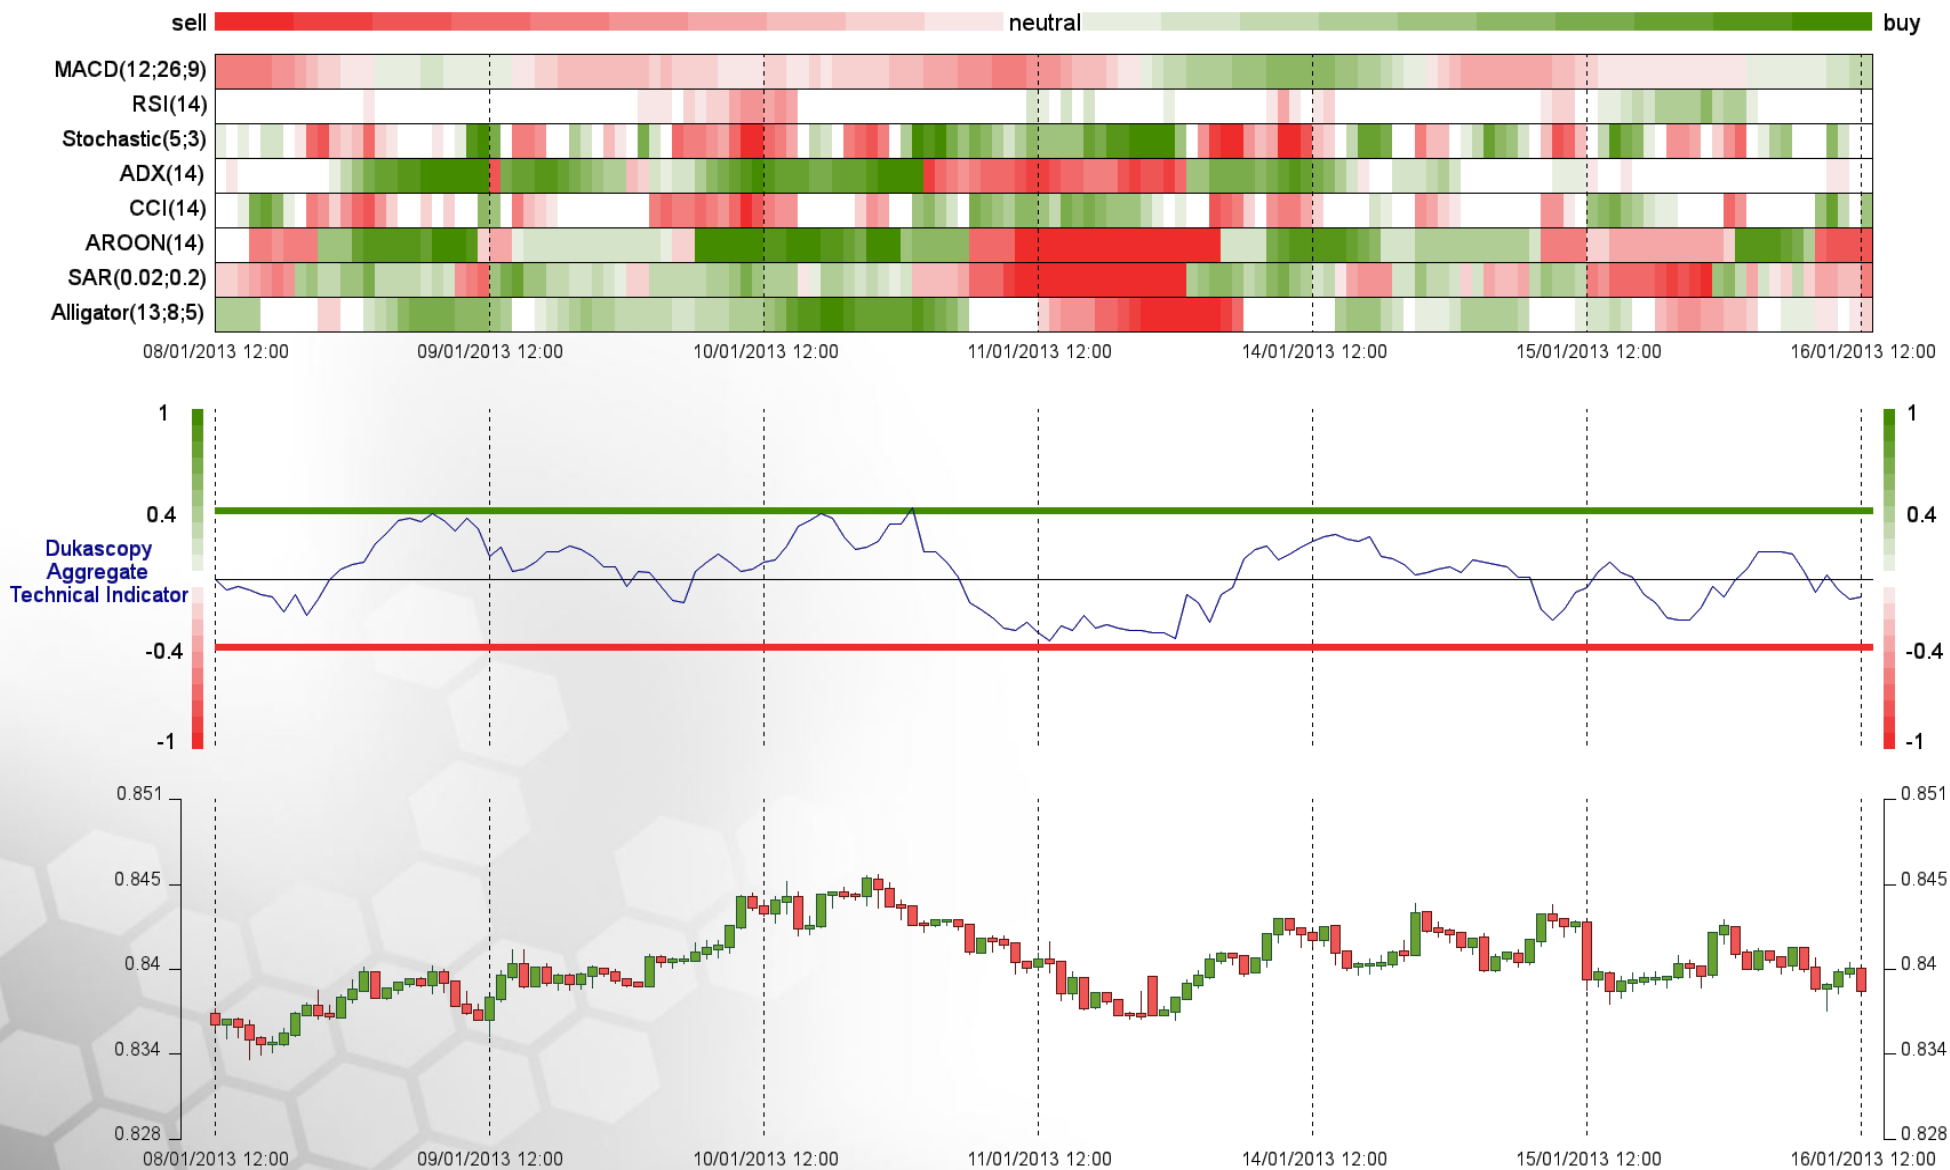 sell neutral buy
MACD(12;26;9)
RSI(14)
Stochastic(5;3)
ADX(14)
CCI(14)
AROON(14)
SAR(0.02;0.2)
Alligator(13;8;5)
08/01/2013 12:00 09/01/2013 12:00 10/01/2013 12:00 11/01/2013 12:00 14/01/2013 12:00 15/01/2013 12:00 16/01/2013 12:00
1 1
0.4 0.4
Dukascopy
Aggregate
Technical Indicator
-0.4 -0.4
-1 -1
0.851 0.851
0.845 0.845
0.84 0.84
0.834 0.834
0.828 0.828
08/01/2013 12:00 09/01/2013 12:00 10/01/2013 12:00 11/01/2013 12:00 14/01/2013 12:00 15/01/2013 12:00 16/01/2013 12:00